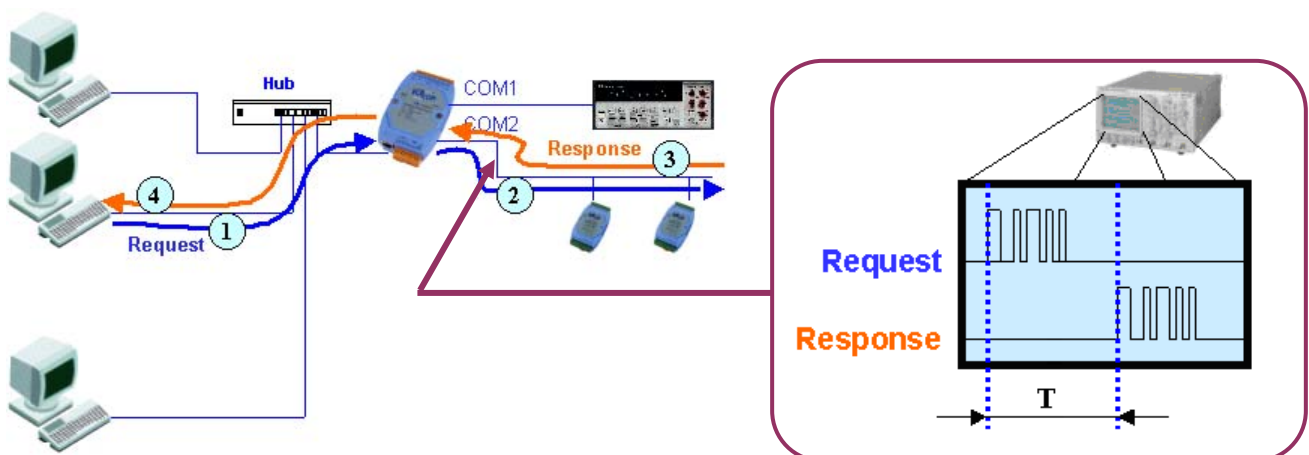 Hub
COM1
COM2
Response
3
4
2
1
Request
Request
Response
T